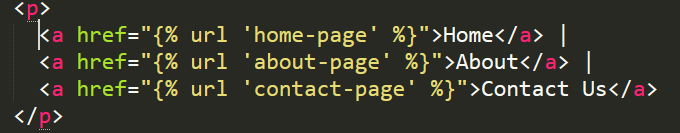 <p>
<a href="{% url 'home-page' %}">Home</a> |
<a href="{% url 'about-page' %}">About</a> |
<a href="{% url 'contact-page' %}">Contact Us</a>
</p>